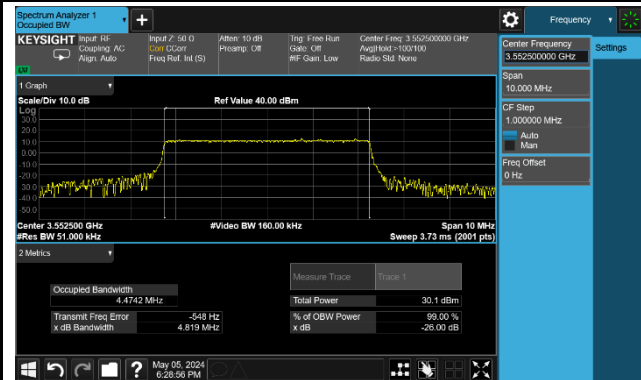 Spectrum Analyzer 1
Occupied BW
Frequency
KEYSIGHT
Input: RF
Coupling: AC
Align: Auto
Input Z: 50 Ω
Corr CCorr
Freq Ref: Int (S)
Atten: 10 dB
Preamp: Off
Trig: Free Run
Gate: Off
#IF Gain: Low
Center Freq: 3.552500000 GHz
Avg|Hold:>100/100
Radio Std: None
LXI
Center Frequency
3.552500000 GHz
Settings
Span
10.000 MHz
CF Step
1.000000 MHz
Auto
Man
Freq Offset
0 Hz
1 Graph
Scale/Div 10.0 dB
Ref Value 40.00 dBm
Log
30.0
20.0
10.0
0.00
-10.0
-20.0
-30.0
-40.0
-50.0
Center 3.552500 GHz
#Res BW 51.000 kHz
#Video BW 160.00 kHz
Span 10 MHz
Sweep 3.73 ms (2001 pts)
2 Metrics
Measure Trace
Trace 1
Occupied Bandwidth
4.4742 MHz
Total Power
30.1 dBm
Transmit Freq Error
-548 Hz
% of OBW Power
99.00 %
x dB Bandwidth
4.819 MHz
x dB
-26.00 dB
May 05, 2024
6:28:56 PM